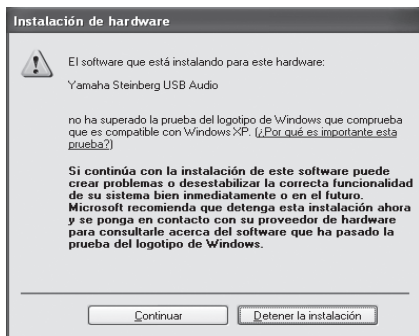 Instalación de hardware
El software que está instalando para este hardware:
Yamaha Steinberg USB Audio
no ha superado la prueba del logotipo de Windows que comprueba
que es compatible con Windows XP. (¿Por qué es importante esta
prueba?)
Si continúa con la instalación de este software puede
crear problemas o desestabilizar la correcta funcionalidad
de su sistema bien inmediatamente o en el futuro.
Microsoft recomienda que detenga esta instalación ahora
y se ponga en contacto con su proveedor de hardware
para consultarle acerca del software que ha pasado la
prueba del logotipo de Windows.
Continuar
Detener la instalación